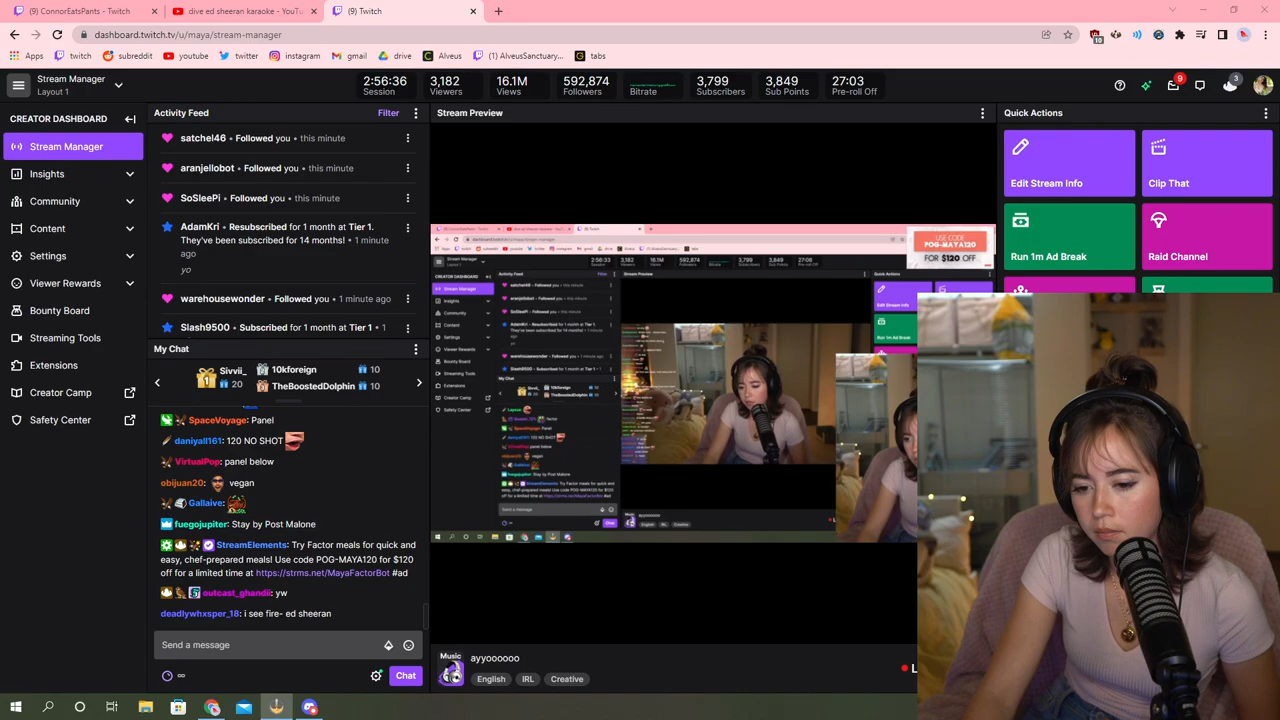 (9) ConnorEatsPants - Twitch
dive ed sheeran karaoke - YouTu
(9) Twitch
dashboard.twitch.tv/u/maya/stream-manager
10
Apps
twitch
subreddit
youtube
twitter
instagram
gmail
drive
Alveus
(1) AlveusSanctuary...
tabs
Stream Manager
Layout 1
2:56:36
Session
3,182
Viewers
16.1M
Views
592,874
Followers
Bitrate
3,799
Subscribers
3,849
Sub Points
27:03
Pre-roll Off
9
3
CREATOR DASHBOARD
Stream Manager
Insights
Community
Content
Settings
Viewer Rewards
Bounty Board
Streaming Tools
Extensions
Creator Camp
Safety Center
Activity Feed
Filter
satchel46 • Followed you • this minute
aranjellobot • Followed you • this minute
SoSleePi • Followed you • this minute
AdamKri • Resubscribed for 1 month at Tier 1.
They've been subscribed for 14 months! • 1 minute
ago
yo
warehousewonder • Followed you • 1 minute ago
Slash9500 • Subscribed for 1 month at Tier 1 • 1
My Chat
1
Sivii_
20
10kforeign
10
TheBoostedDolphin
10
SpaceVoyage: Panel
daniyall161: 120 NO SHOT
VirtualPop: panel below
obijuan20: vegan
Gallaive:
fuegojupiter: Stay by Post Malone
StreamElements: Try Factor meals for quick and
easy, chef-prepared meals! Use code POG-MAYA120 for $120
off for a limited time at https://strms.net/MayaFactorBot #ad
outcast_ghandii: yw
deadlywhxsper_18: i see fire- ed sheeran
Send a message
∞
Chat
Stream Preview
USE CODE
POG-MAYA120
FOR $120 OFF
Music
ayyoooooo
English
IRL
Creative
L
Quick Actions
Edit Stream Info
Clip That
Run 1m Ad Break
Raid Channel